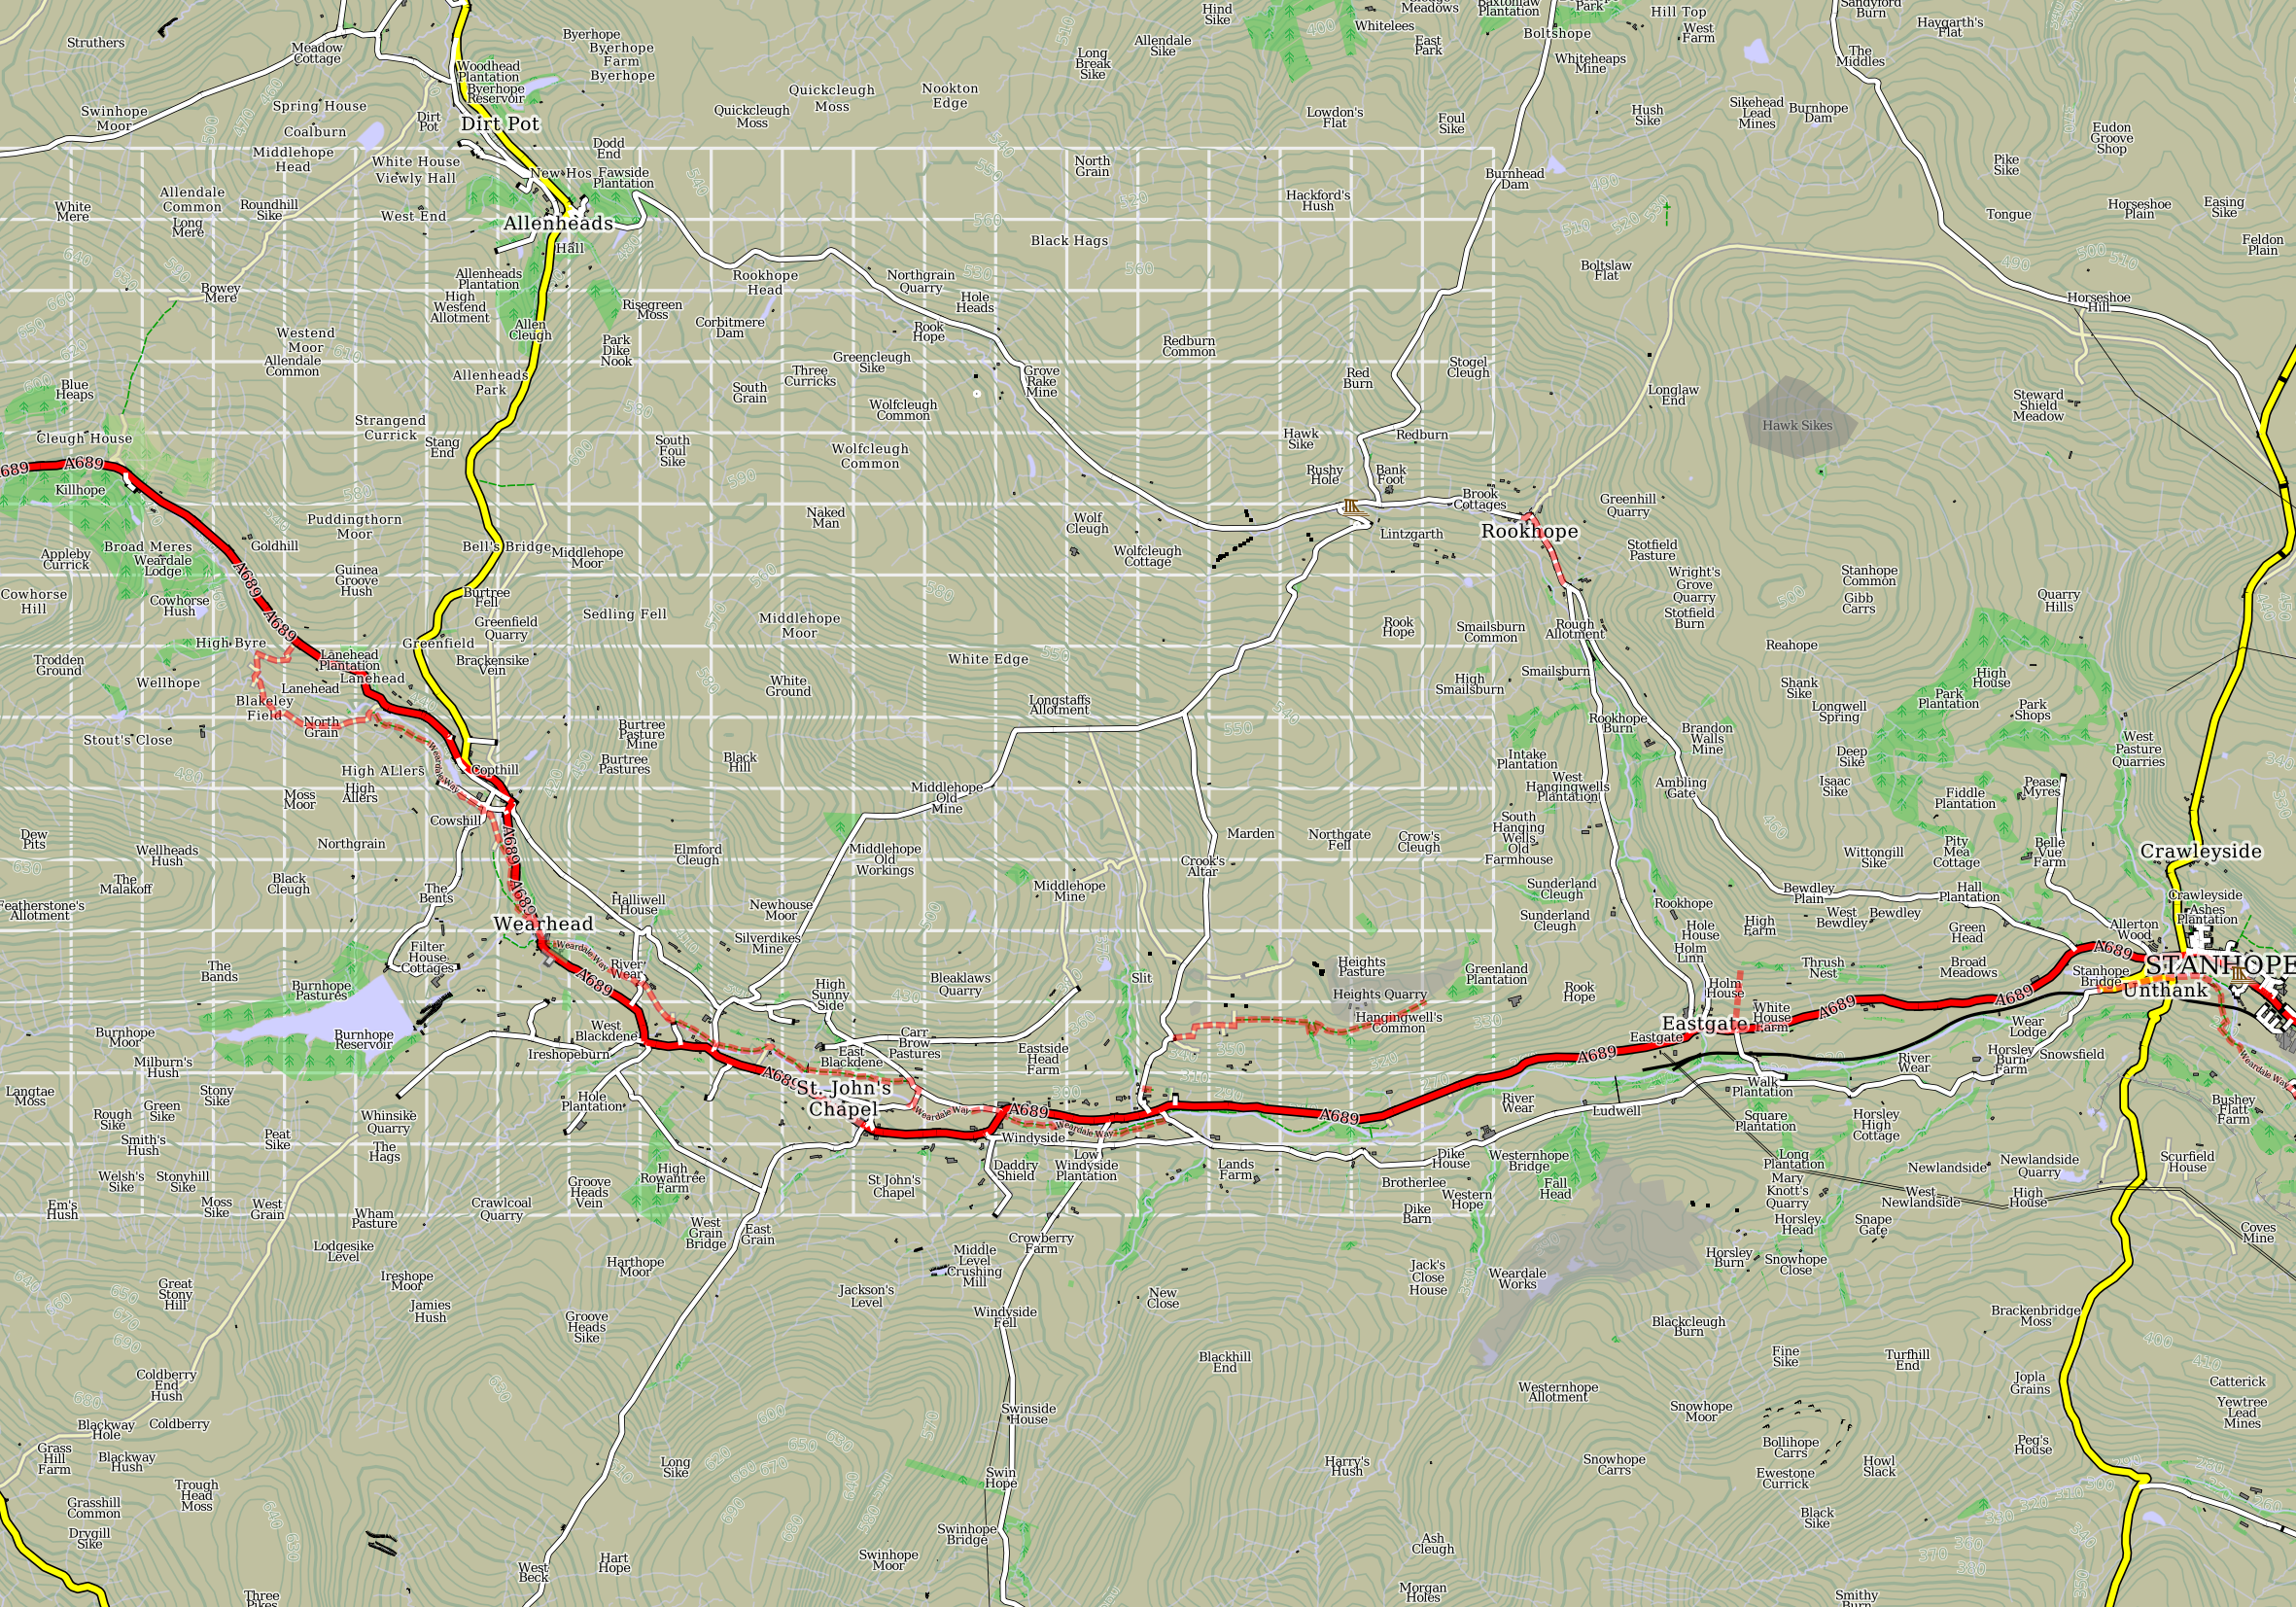 Struthers
Meadow
Cottage
Woodhead
Plantation
Byerhope
Reservoir
Byerhope
Byerhope
Farm
Byerhope
Hind
Sike
Allendale
Sike
Long
Break
Sike
Whitelees
Meadows
East
Park
Plantation
Park
Boltshope
Whiteheaps
Mine
Hill Top
West
Farm
Sandyford
Burn
The
Middles
Haygarth's
Flat
Swinhope
Moor
Spring House
Coalburn
Middlehope
Head
Dirt
Pot
Dirt Pot
White House
Viewly Hall
Dodd
End
New Hos
Fawside
Plantation
Quickcleugh
Moss
Quickcleugh
Moss
Nookton
Edge
Lowdon's
Flat
Foul
Sike
Hush
Sike
Sikehead
Lead
Mines
Burnhope
Dam
Eudon
Groove
Shop
Pike
Sike
North
Grain
Hackford's
Hush
Burnhead
Dam
Allendale
Common
Long
Mere
White
Mere
Roundhill
Sike
West End
Allenheads
Hall
Black Hags
Tongue
Horseshoe
Plain
Easing
Sike
Feldon
Plain
Boltslaw
Flat
Horseshoe
Hill
Bowey
Mere
Allenheads
Plantation
High
Westend
Allotment
Allen
Cleugh
Risegreen
Moss
Park
Dike
Nook
Rookhope
Head
Corbitmere
Dam
Northgrain
Quarry
Hole
Heads
Rook
Hope
Greencleugh
Sike
Three
Curricks
Grove
Rake
Mine
Redburn
Common
Red
Burn
Stogel
Cleugh
Longlaw
End
Hawk Sikes
Steward
Shield
Meadow
Westend
Moor
Allendale
Common
Allenheads
Park
Blue
Heaps
Strangend
Currick
Stang
End
South
Grain
Wolfcleugh
Common
South
Foul
Sike
Wolfcleugh
Common
Hawk
Sike
Redburn
Rushy
Hole
Bank
Foot
Brook
Cottages
Rookhope
Greenhill
Quarry
Lintzgarth
Stotfield
Pasture
Cleugh House
A689
Killhope
Puddingthorn
Moor
Goldhill
Bell's Bridge
Middlehope
Moor
Naked
Man
Wolf
Cleugh
Wolfcleugh
Cottage
Appleby
Currick
Broad Meres
Weardale
Lodge
Guinea
Groove
Hush
Cowhorse
Hill
Cowhorse
Hush
A689
A689
Burtree
Fell
Greenfield
Quarry
Sedling Fell
Middlehope
Moor
Wright's
Grove
Quarry
Stotfield
Burn
Stanhope
Common
Gibb
Carrs
Quarry
Hills
High Byre
Greenfield
Brackensike
Vein
Trodden
Ground
Wellhope
Lanehead
Plantation
Lanehead
Lanehead
Blakeley
Field
North
Grain
White Edge
White
Ground
Longstaffs
Allotment
Rook
Hope
Smailsburn
Common
Rough
Allotment
High
Smailsburn
Smailsburn
Reahope
Shank
Sike
Longwell
Spring
High
House
Park
Plantation
Park
Shops
Stout's Close
High ALlers
High
Allers
Moss
Moor
Weardale Way
Copthill
Cowshill
Burtree
Pasture
Mine
Burtree
Pastures
Black
Hill
Middlehope
Old
Mine
Rookhope
Burn
Brandon
Walls
Mine
Intake
Plantation
West
Hangingwells
Plantation
Ambling
Gate
Deep
Sike
Isaac
Sike
West
Pasture
Quarries
Pease
Myres
Fiddle
Plantation
Dew
Pits
Wellheads
Hush
Northgrain
The
Malakoff
Black
Cleugh
Featherstone's
Allotment
The
Bents
A689
A689
Elmford
Cleugh
Middlehope
Old
Workings
Marden
Northgate
Fell
Crow's
Cleugh
South
Hanging
Wells
Old
Farmhouse
Crook's
Altar
Wittongill
Sike
Pity
Mea
Cottage
Belle
Vue
Farm
Crawleyside
Crawleyside
Ashes
Plantation
Wearhead
Halliwell
House
Newhouse
Moor
Middlehope
Mine
Sunderland
Cleugh
Sunderland
Cleugh
Rookhope
Bewdley
Plain
West
Bewdley
Bewdley
Hall
Plantation
High
Farm
Hole
House
Holm
Linn
Green
Head
Allerton
Wood
A689
Filter
House
Cottages
The
Bands
Burnhope
Pastures
Weardale Way
River
Wear
A689
Silverdikes
Mine
High
Sunny
Side
Bleaklaws
Quarry
Slit
Heights
Pasture
Heights Quarry
Greenland
Plantation
Hangingwell's
Common
Rook
Hope
Holm
House
Thrust
Nest
Broad
Meadows
Stanhope
Bridge
STANHOPE
Unthank
Burnhope
Moor
Milburn's
Hush
Burnhope
Reservoir
West
Blackdene
Ireshopeburn
East
Blackdene
Carr
Brow
Pastures
Eastside
Head
Farm
Eastgate
Eastgate
White
House
Farm
A689
A689
A689
Wear
Lodge
Horsley
Burn
Farm
Snowsfield
River
Wear
Weardale Way
Langtae
Moss
Stony
Sike
Rough
Sike
Green
Sike
Smith's
Hush
Whinsike
Quarry
The
Hags
Hole
Plantation
A689
St. John's
Chapel
Weardale Way
A689
Weardale Way
A689
River
Wear
Ludwell
Walk
Plantation
Square
Plantation
Horsley
High
Cottage
Bushey
Flatt
Farm
Peat
Sike
Windyside
Daddry
Shield
Low
Windyside
Plantation
Lands
Farm
Dike
House
Westernhope
Bridge
Brotherlee
Western
Hope
Fall
Head
Long
Plantation
Mary
Knott's
Quarry
Newlandside
Newlandside
Quarry
Scurfield
House
Welsh's
Sike
Stonyhill
Sike
Em's
Hush
Moss
Sike
West
Grain
Wham
Pasture
Crawlcoal
Quarry
Groove
Heads
Vein
High
Rowantree
Farm
St John's
Chapel
Dike
Barn
Horsley
Head
Snape
Gate
West
Newlandside
High
House
Coves
Mine
Lodgesike
Level
West
Grain
Bridge
East
Grain
Crowberry
Farm
Harthope
Moor
Middle
Level
Crushing
Mill
Jack's
Close
House
Weardale
Works
Horsley
Burn
Snowhope
Close
Great
Stony
Hill
Ireshope
Moor
Jamies
Hush
Groove
Heads
Sike
Jackson's
Level
Windyside
Fell
New
Close
Blackcleugh
Burn
Brackenbridge
Moss
Coldberry
End
Hush
Blackhill
End
Westernhope
Allotment
Fine
Sike
Turfhill
End
Jopla
Grains
Catterick
Yewtree
Lead
Mines
Blackway
Hole
Coldberry
Swinside
House
Snowhope
Moor
Bollihope
Carrs
Peg's
House
Grass
Hill
Farm
Blackway
Hush
Trough
Head
Moss
Long
Sike
Swin
Hope
Harry's
Hush
Snowhope
Carrs
Ewestone
Currick
Howl
Slack
Grasshill
Common
Drygill
Sike
Swinhope
Bridge
Swinhope
Moor
Black
Sike
Ash
Cleugh
West
Beck
Hart
Hope
Morgan
Holes
Smithy
Burn
Three
Pikes